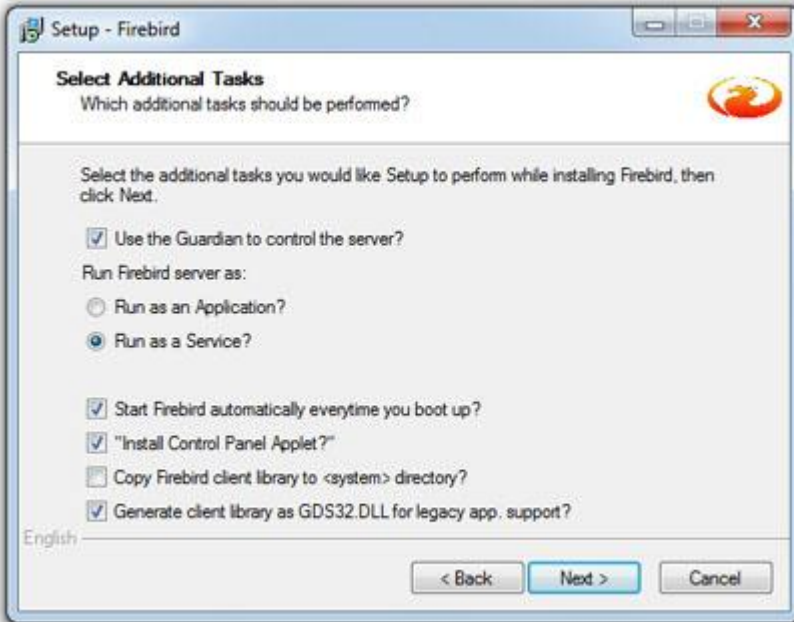 Setup - Firebird
Select Additional Tasks
Which additional tasks should be performed?
Select the additional tasks you would like Setup to perform while installing Firebird, then
click Next.
Use the Guardian to control the server?
Run Firebird server as:
Run as an Application?
Run as a Service?
Start Firebird automatically everytime you boot up?
"Install Control Panel Applet?"
Copy Firebird client library to <system> directory?
Generate client library as GDS32.DLL for legacy app. support?
English
< Back Next > Cancel